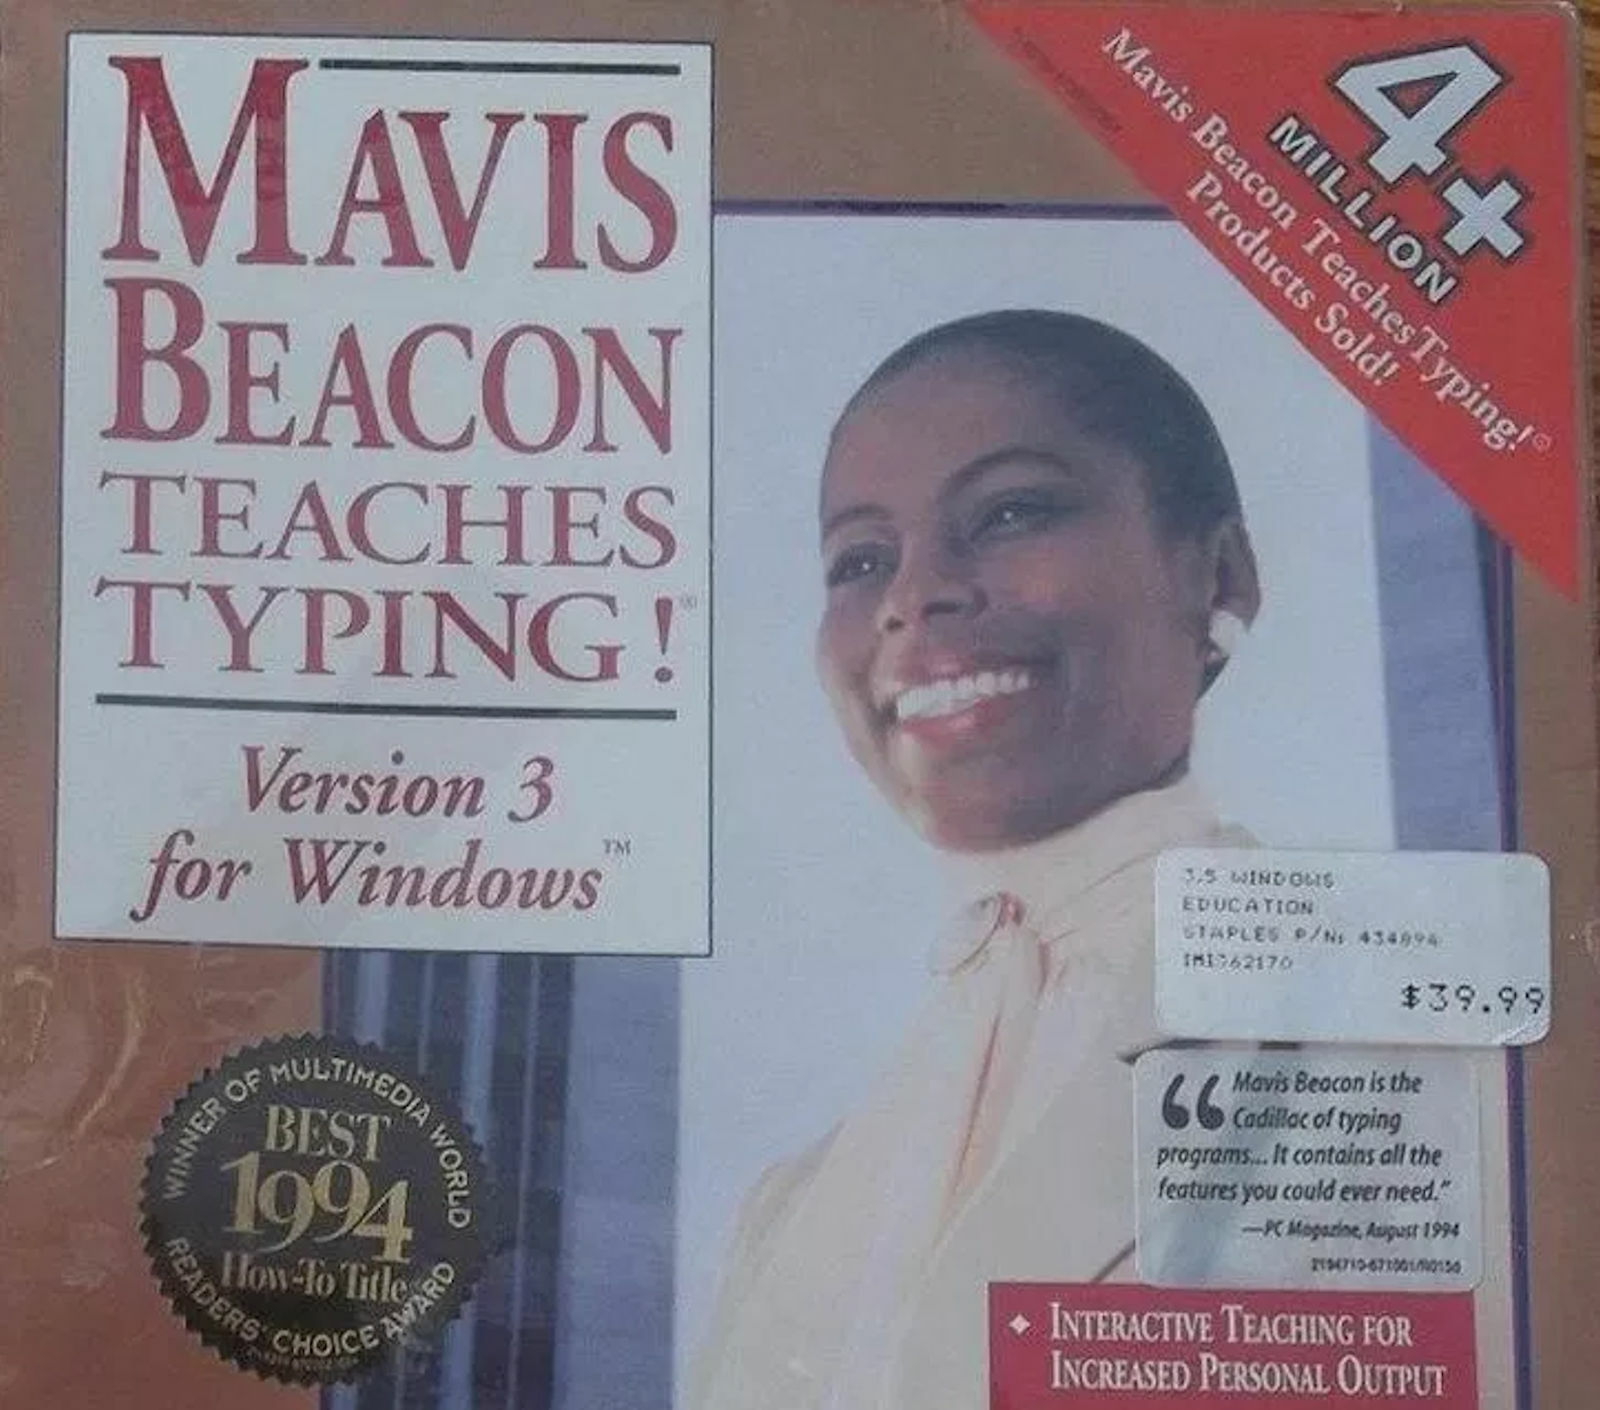 MAVIS
BEACON
TEACHES
TYPING!®
Version 3
for Windows™
4+
MILLION
Mavis Beacon Teaches Typing!®
Products Sold!
3.5 WINDOWS
EDUCATION
STAPLES P/N: 434894
$39.99
“Mavis Beacon is the
Cadillac of typing
programs... It contains all the
features you could ever need.”
—PC Magazine, August 1994
WINNER OF MULTIMEDIA WORLD
BEST
1994
How-To Title
READERS' CHOICE AWARD
◆ INTERACTIVE TEACHING FOR
INCREASED PERSONAL OUTPUT